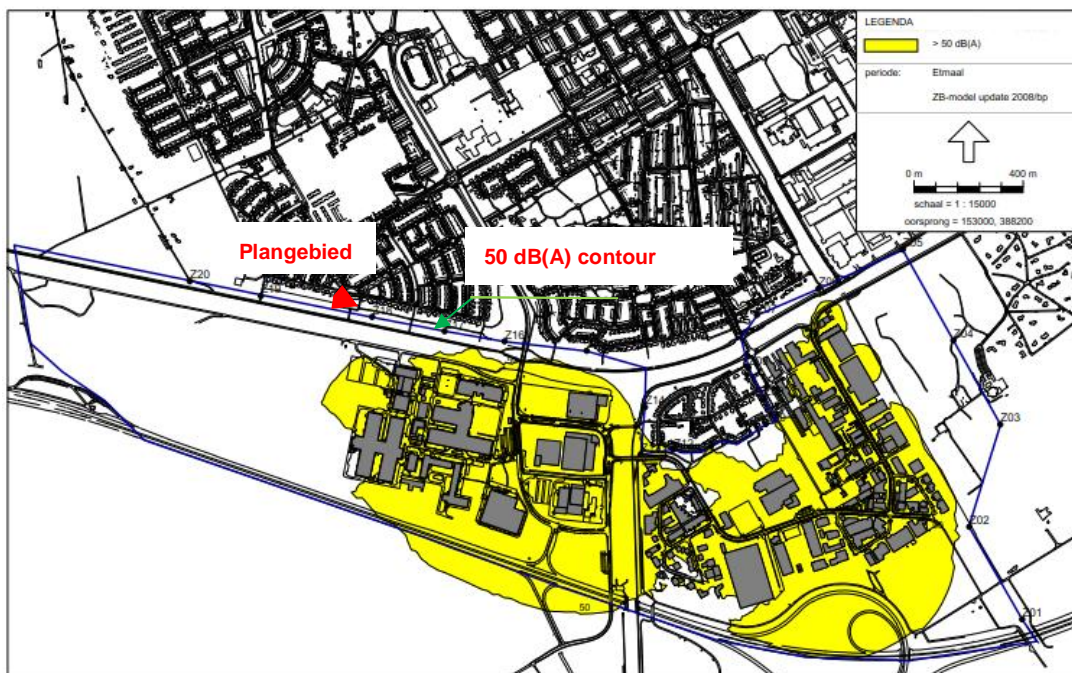 LEGENDA
> 50 dB(A)
periode: Etmaal
ZB-model update 2008/bp
0 m 400 m
schaal = 1 : 15000
oorsprong = 153000, 388200
Plangebied
50 dB(A) contour
Z20
Z16
Z14
Z04
Z03
Z02
Z01
50